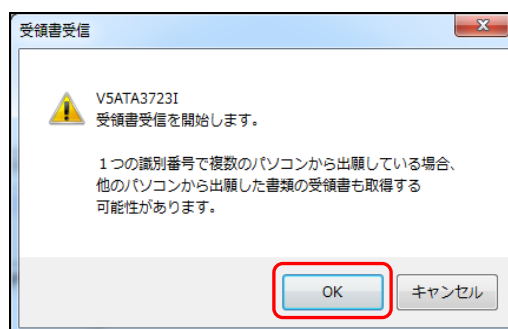 受領書受信
V5ATA3723I
受領書受信を開始します。
１つの識別番号で複数のパソコンから出願している場合、
他のパソコンから出願した書類の受領書も取得する
可能性があります。
OK
キャンセル